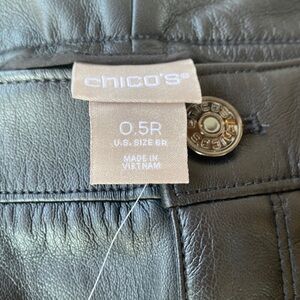 chico's®
0.5R
U.S. SIZE 6R
MADE IN
VIETNAM